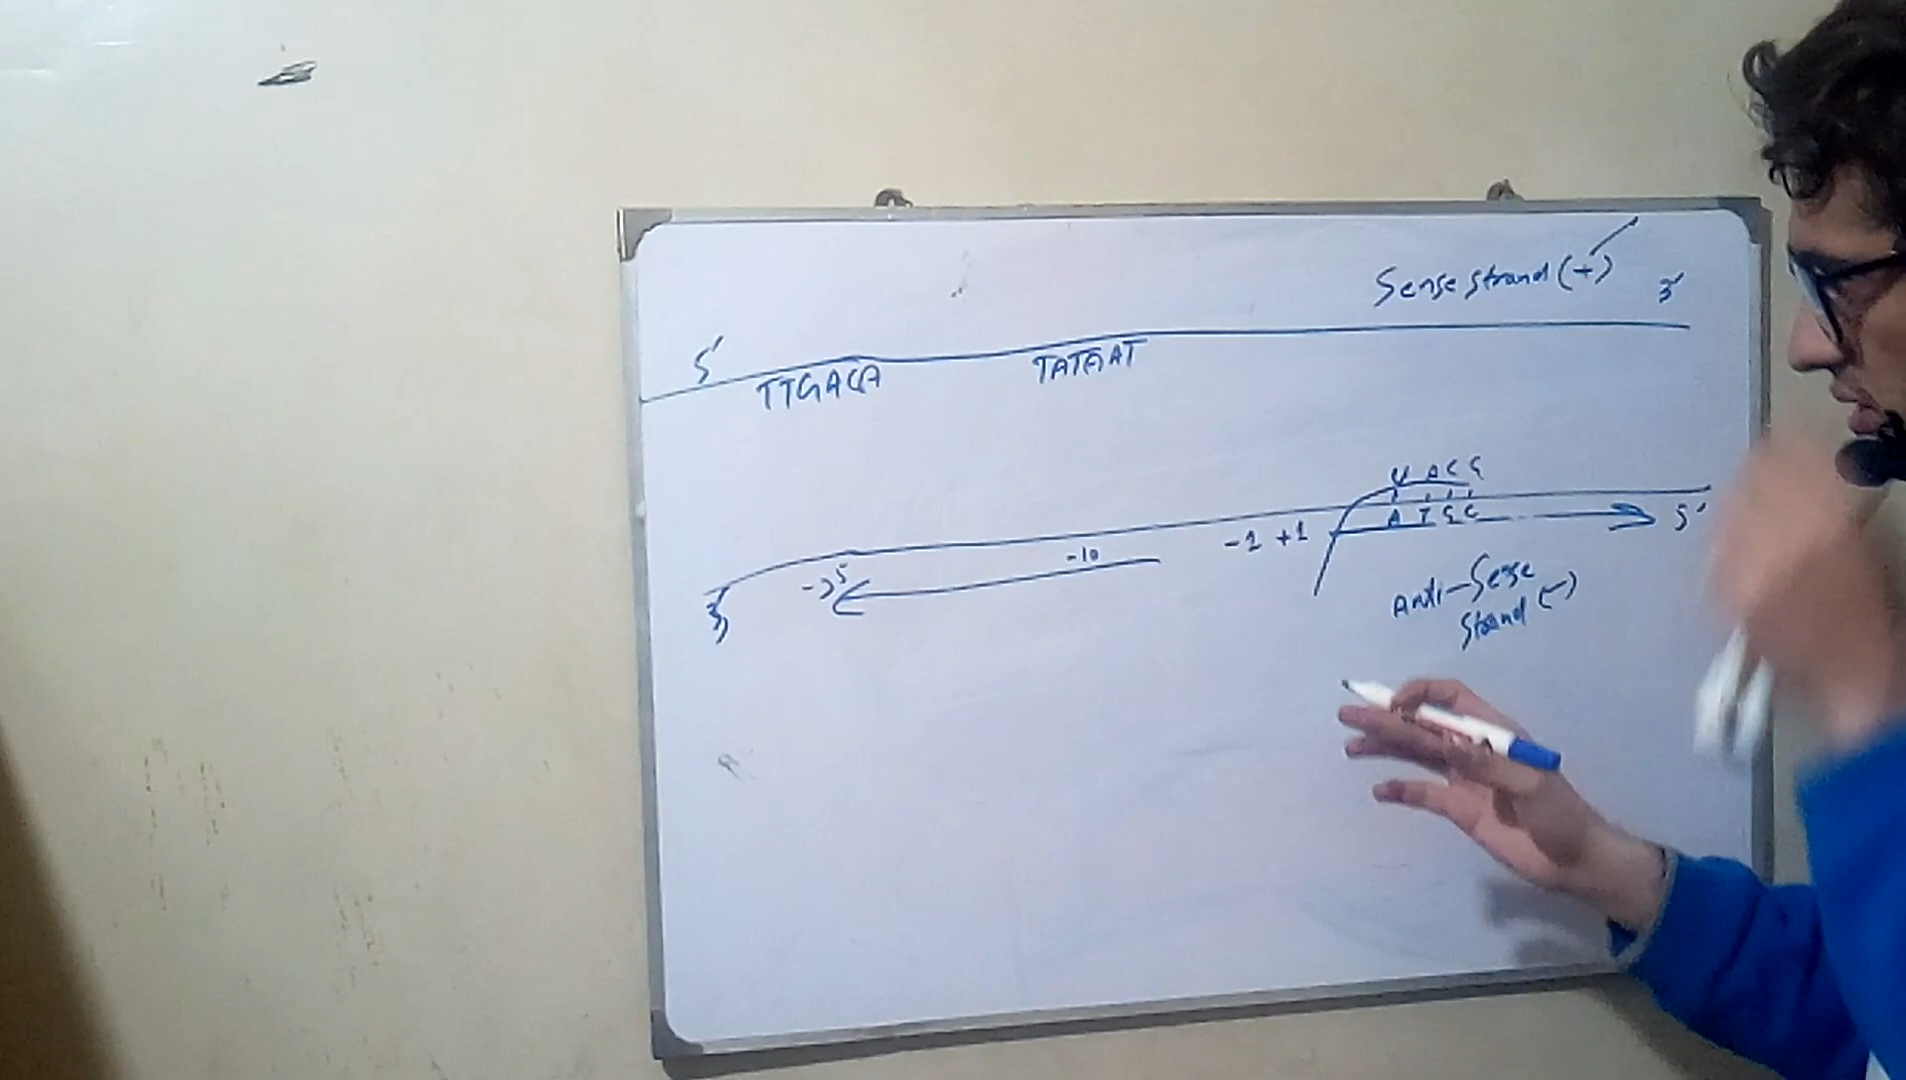 Sense strand (+)
3'
5'
TTGACA
TATAAT
U A C G
A T G C
5'
-1 +1
-10
-35
3'
Anti-Sense
Strand (-)